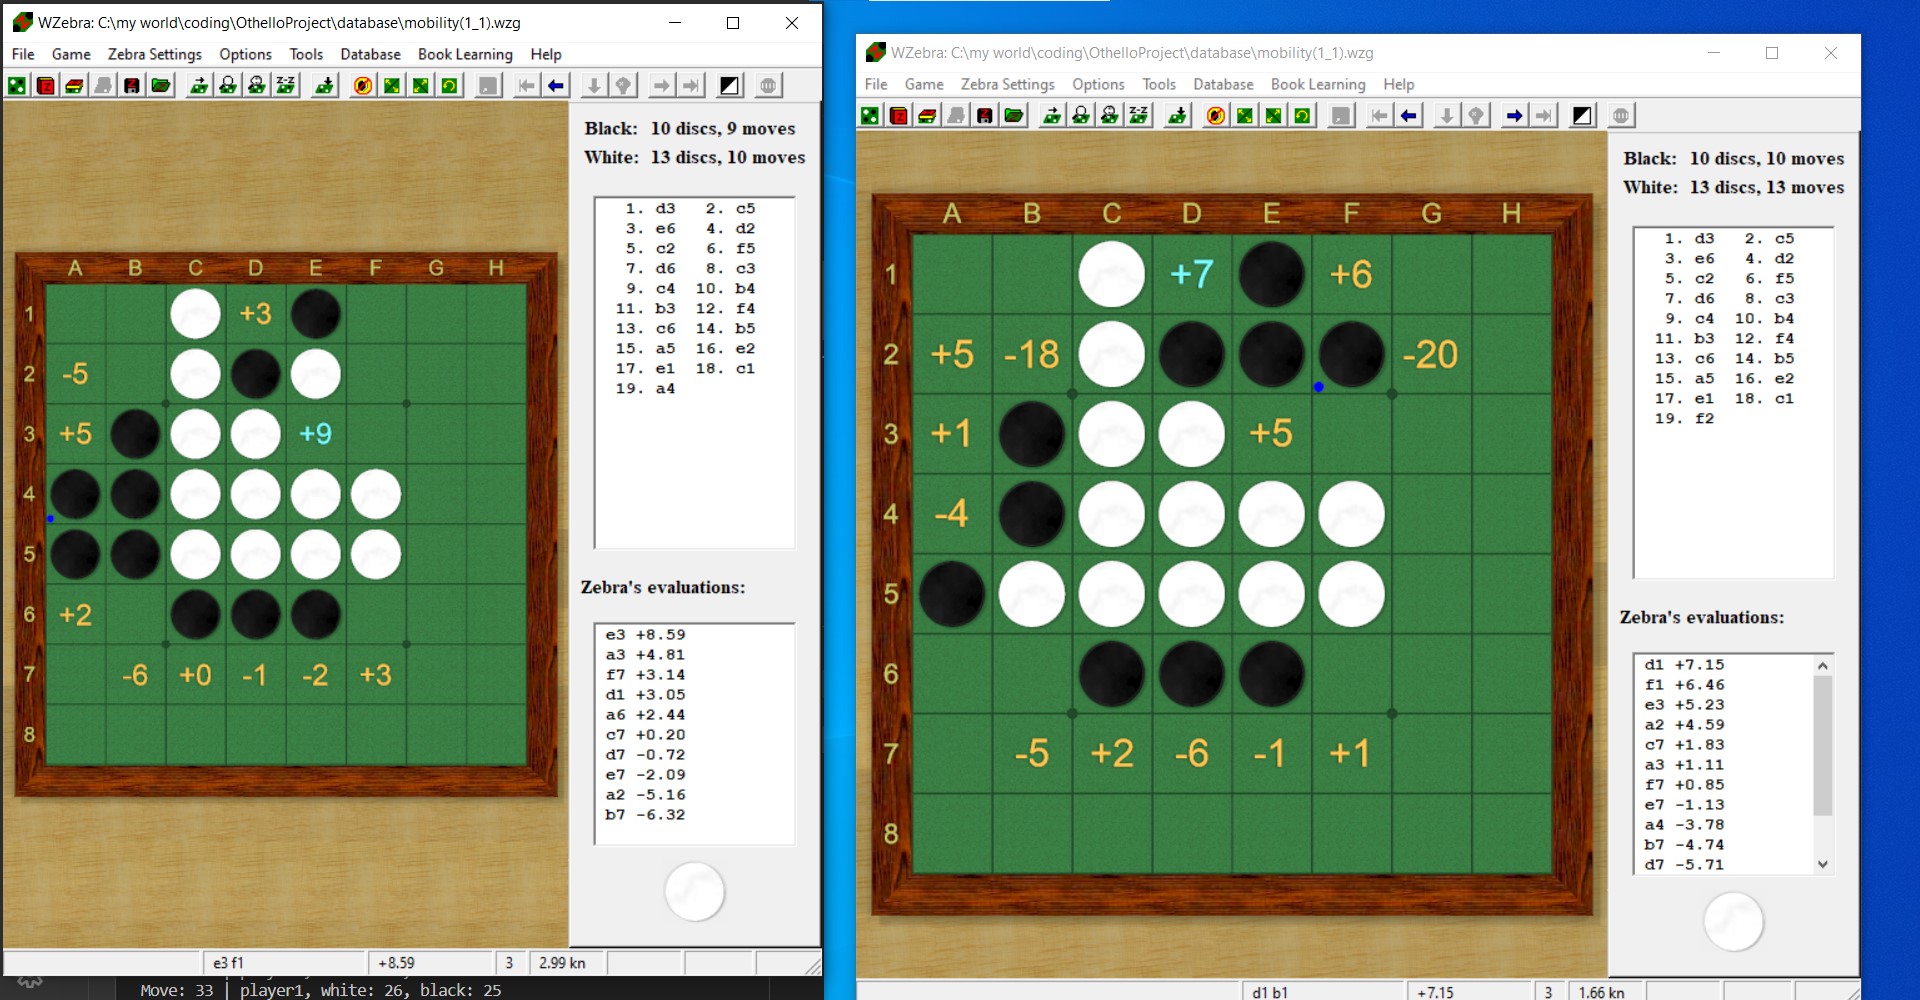 WZebra: C:\my world\coding\OthelloProject\database\mobility(1_1).wzg
File Game Zebra Settings Options Tools Database Book Learning Help
Black: 10 discs, 9 moves
White: 13 discs, 10 moves
1. d3 2. c5
3. e6 4. d2
5. c2 6. f5
7. d6 8. c3
9. c4 10. b4
11. b3 12. f4
13. c6 14. b5
15. a5 16. e2
17. e1 18. c1
19. a4
A B C D E F G H
1 +3
2 -5
3 +5 +9
4
5
6 +2
7 -6 +0 -1 -2 +3
8
Zebra's evaluations:
e3 +8.59
a3 +4.81
f7 +3.14
d1 +3.05
a6 +2.44
c7 +0.20
d7 -0.72
e7 -2.09
a2 -5.16
b7 -6.32
e3 f1 +8.59 3 2.99 kn
Move: 33 | player1, white: 26, black: 25
WZebra: C:\my world\coding\OthelloProject\database\mobility(1_1).wzg
File Game Zebra Settings Options Tools Database Book Learning Help
Black: 10 discs, 10 moves
White: 13 discs, 13 moves
1. d3 2. c5
3. e6 4. d2
5. c2 6. f5
7. d6 8. c3
9. c4 10. b4
11. b3 12. f4
13. c6 14. b5
15. a5 16. e2
17. e1 18. c1
19. f2
A B C D E F G H
1 +7 +6
2 +5 -18 -20
3 +1 +5
4 -4
5
6
7 -5 +2 -6 -1 +1
8
Zebra's evaluations:
d1 +7.15
f1 +6.46
e3 +5.23
a2 +4.59
c7 +1.83
a3 +1.11
f7 +0.85
e7 -1.13
a4 -3.78
b7 -4.74
d7 -5.71
d1 b1 +7.15 3 1.66 kn